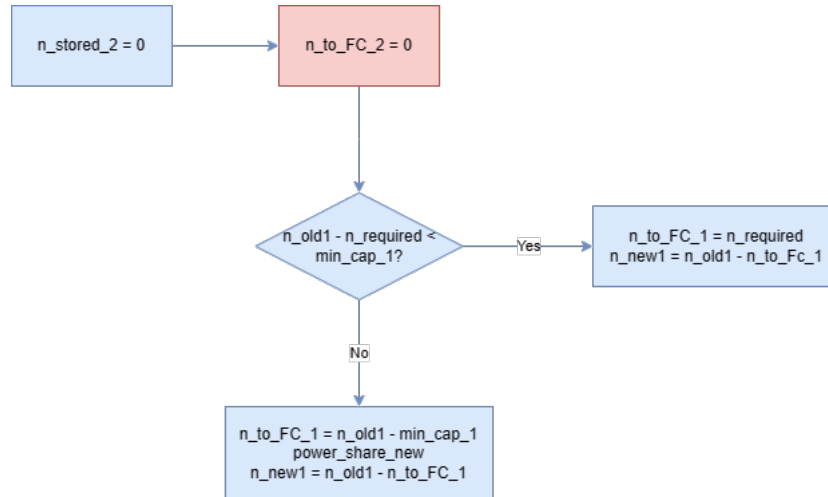 n_stored_2 = 0
n_to_FC_2 = 0
n_old1 - n_required <
min_cap_1?
Yes
n_to_FC_1 = n_required
n_new1 = n_old1 - n_to_Fc_1
No
n_to_FC_1 = n_old1 - min_cap_1
power_share_new
n_new1 = n_old1 - n_to_FC_1